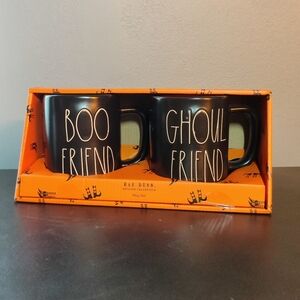 BOO
FRIEND
GHOUL
FRIEND
RAE DUNN